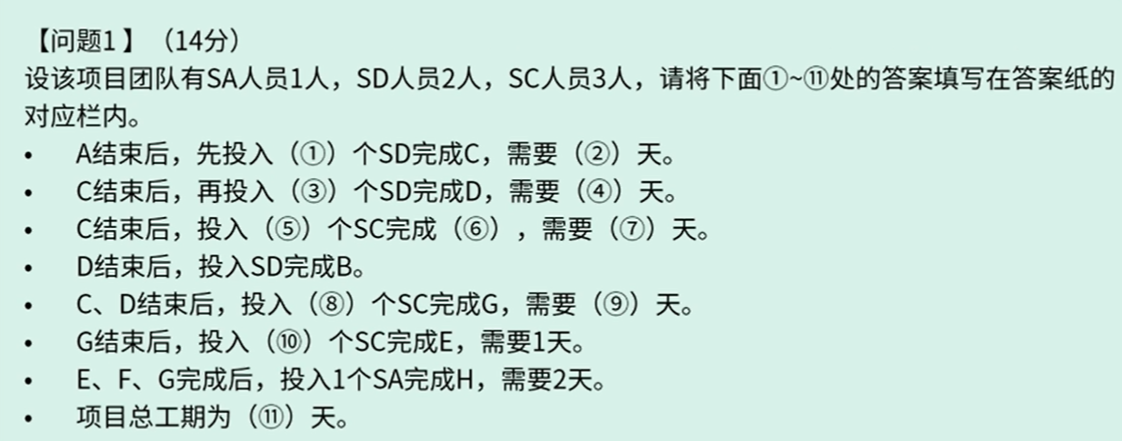 【问题1】（14分）
设该项目团队有SA人员1人，SD人员2人，SC人员3人，请将下面①~⑪处的答案填写在答案纸的
对应栏内。
• A结束后，先投入（①）个SD完成C，需要（②）天。
• C结束后，再投入（③）个SD完成D，需要（④）天。
• C结束后，投入（⑤）个SC完成（⑥），需要（⑦）天。
• D结束后，投入SD完成B。
• C、D结束后，投入（⑧）个SC完成G，需要（⑨）天。
• G结束后，投入（⑩）个SC完成E，需要1天。
• E、F、G完成后，投入1个SA完成H，需要2天。
• 项目总工期为（⑪）天。